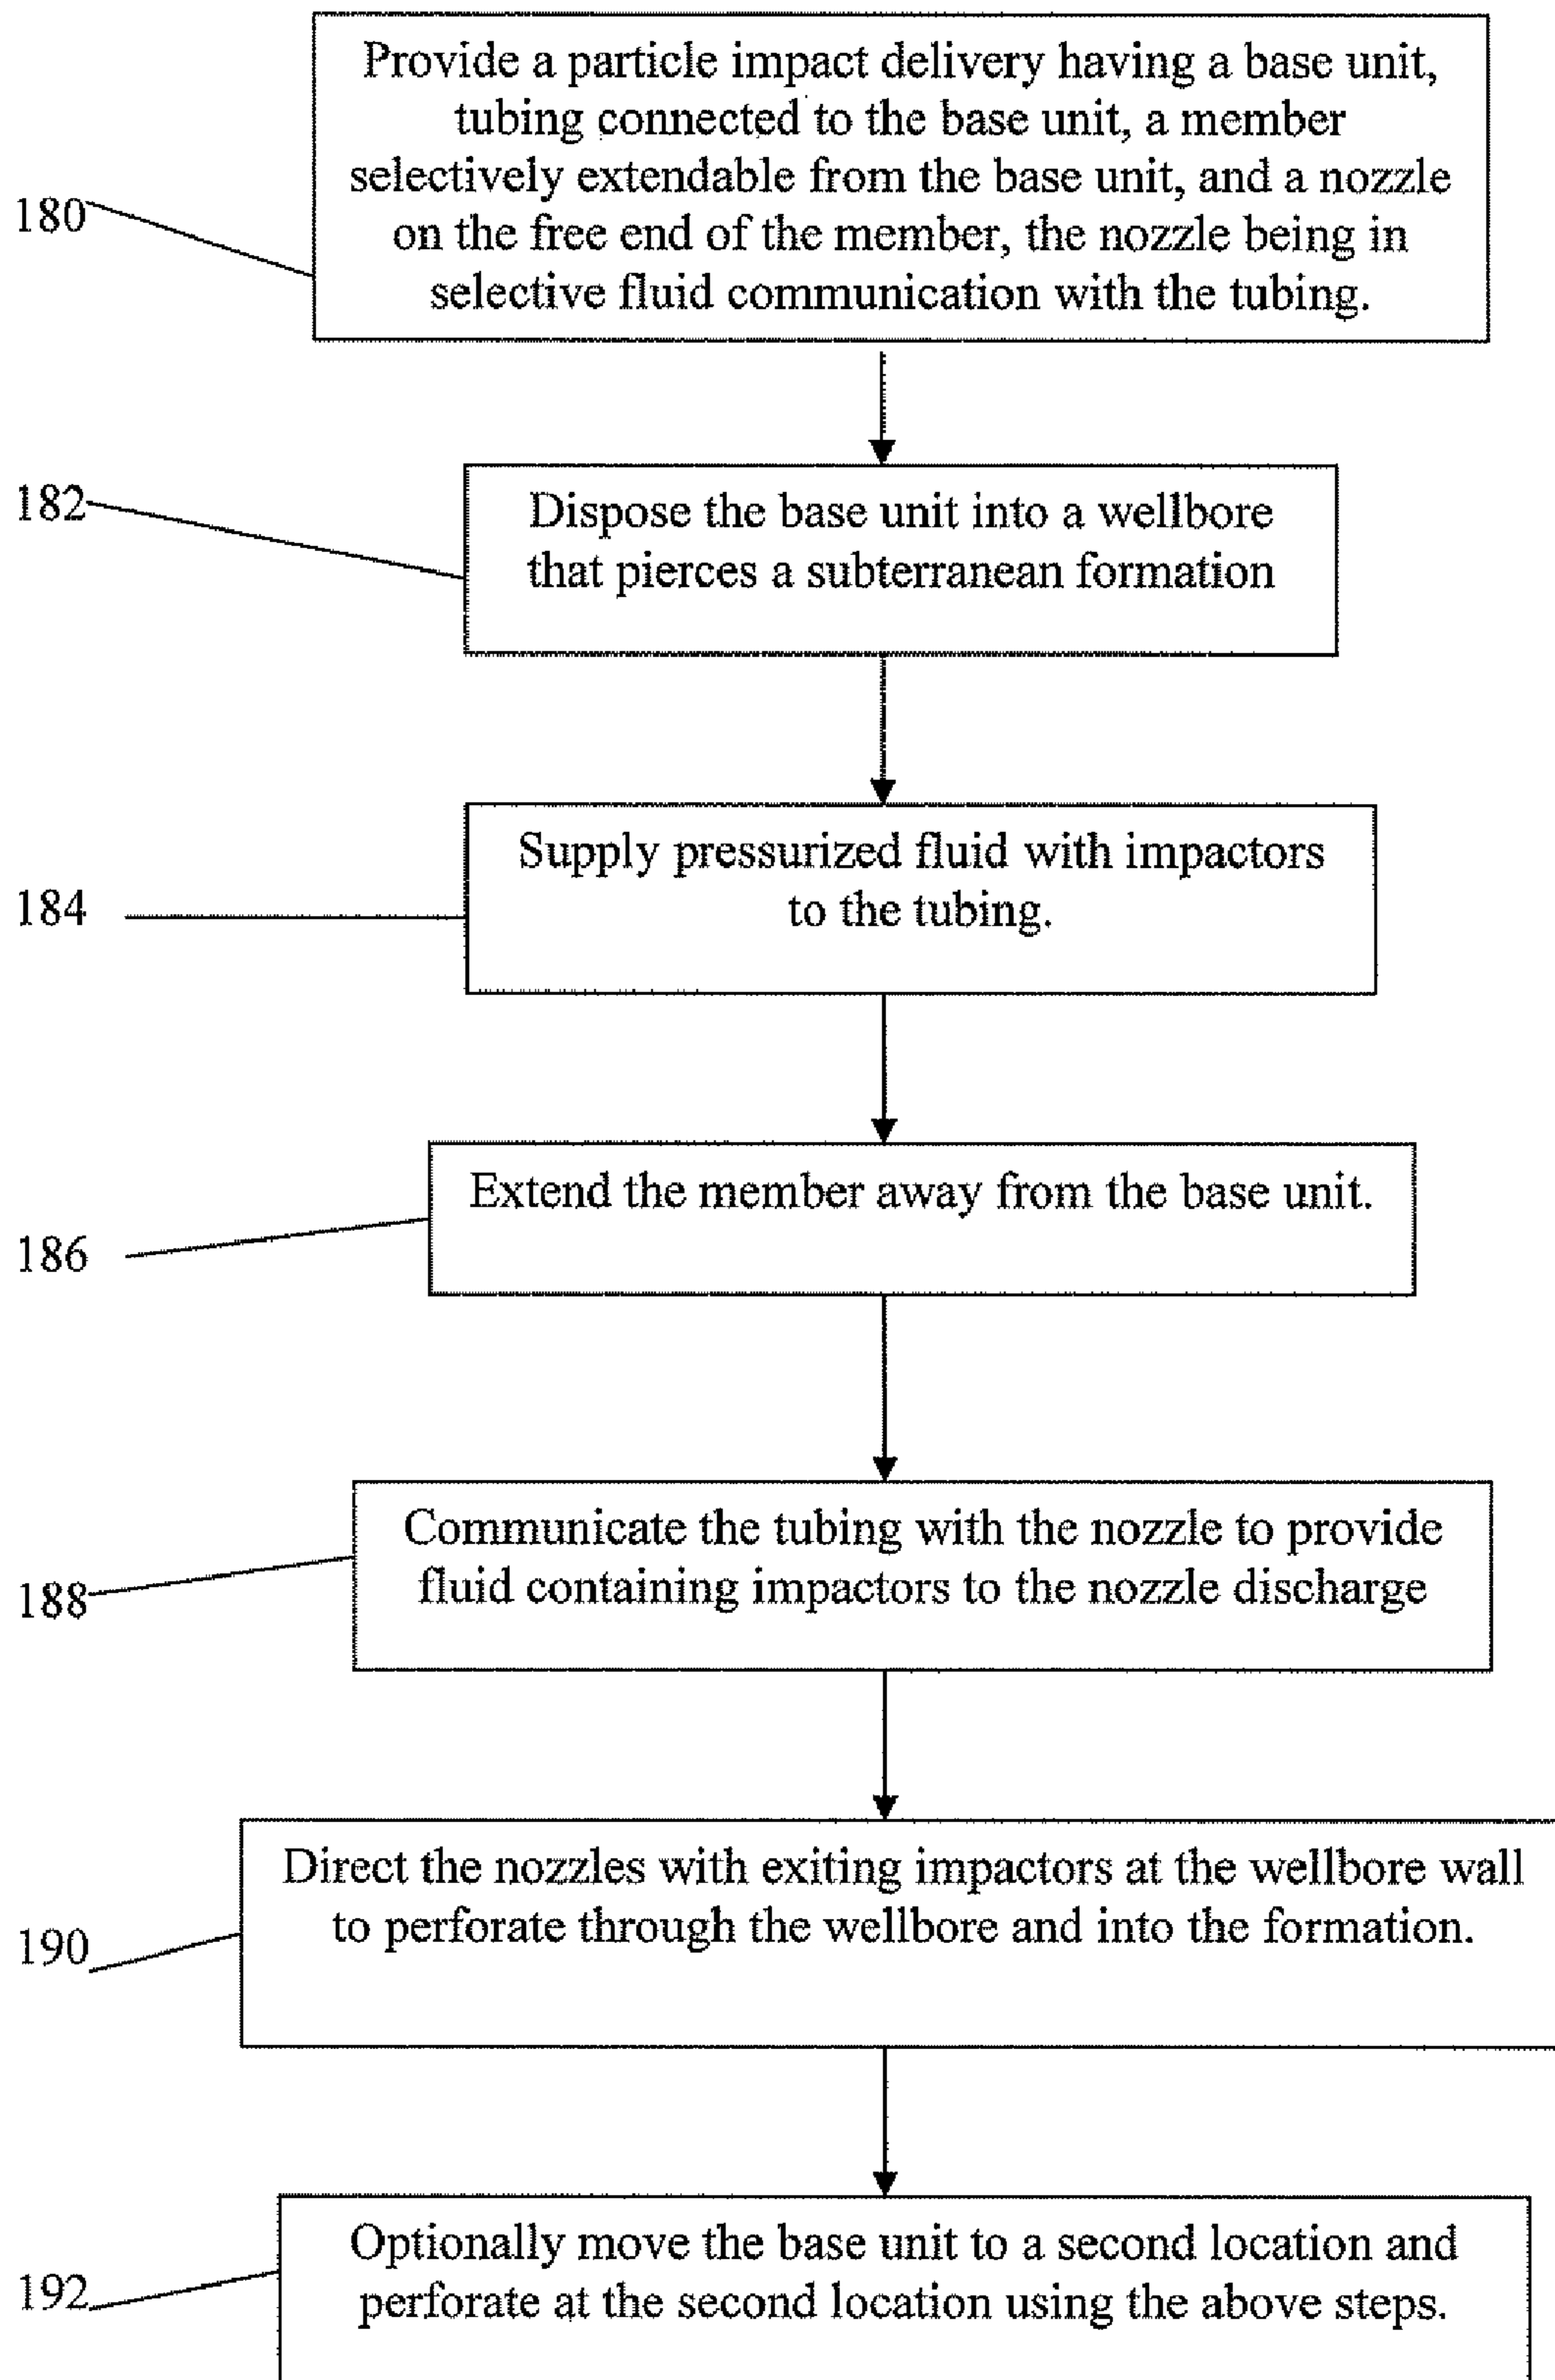 Provide a particle impact delivery having a base unit,
tubing connected to the base unit, a member
selectively extendable from the base unit, and a nozzle
180
on the free end of the member, the nozzle being in
selective fluid communication with the tubing.
182
Dispose the base unit into a wellbore
that pierces a subterranean formation
Supply pressurized fluid with impactors
184
to the tubing.
Extend the member away from the base unit.
186
Communicate the tubing with the nozzle to provide
188
fluid containing impactors to the nozzle discharge
Direct the nozzles with exiting impactors at the wellbore wall
190
to perforate through the wellbore and into the formation.
Optionally move the base unit to a second location and
192
perforate at the second location using the above steps.